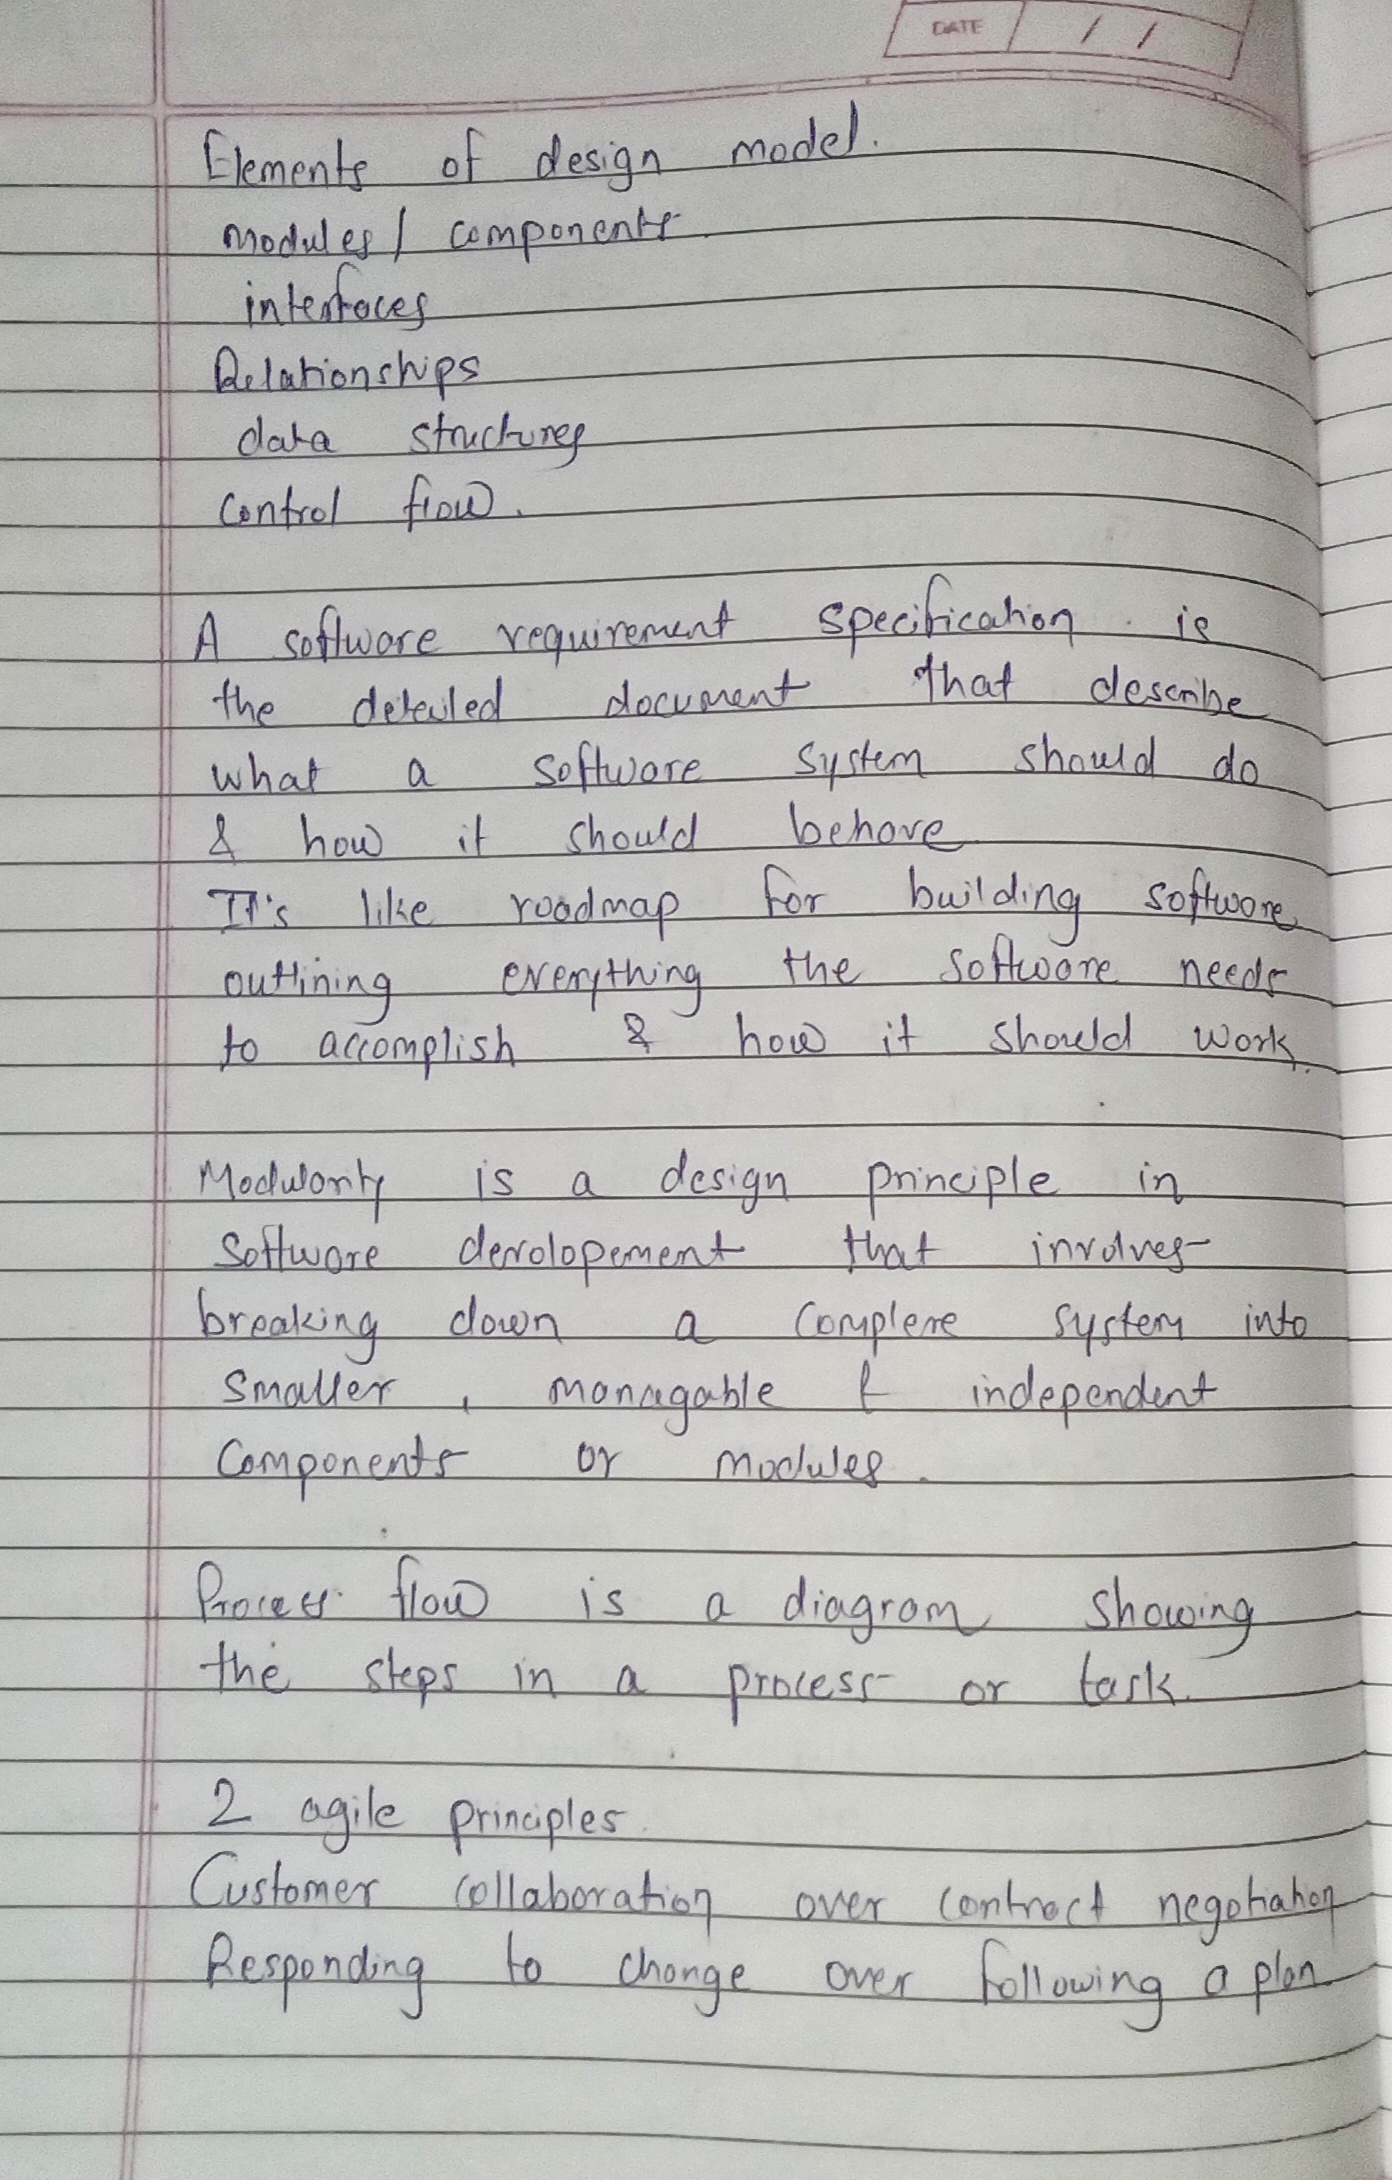 DATE / /
Elements of design model.
modules / components
interfaces
Relationships
data structures
control flow.
A software requirement specification is
the detailed document that describe
what a software system should do
& how it should behave
It's like roadmap for building software
outlining everything the software needs
to accomplish & how it should work.
Modularity is a design principle in
software devolopement that involves
breaking down a complexe system into
smaller, managable & independent
components or modules.
Process flow is a diagram showing
the steps in a process or task.
2 agile principles.
Customer collaboration over contract negotiation
Responding to change over following a plan